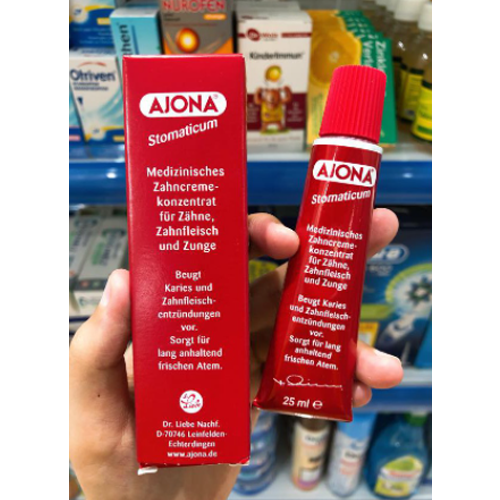 NUROFEN
Otriven
Kinderimmun
AJONA®
Stomaticum
Medizinisches
Zahncreme-
konzentrat
für Zähne,
Zahnfleisch
und Zunge
Beugt
Karies und
Zahnfleisch-
entzündungen
vor.
Sorgt für
lang anhaltend
frischen Atem.
Dr. Liebe Nachf.
D-70746 Leinfelden-
Echterdingen
www.ajona.de
AJONA®
Stomaticum
Medizinisches
Zahncreme-
konzentrat
für Zähne,
Zahnfleisch
und Zunge
Beugt Karies
und Zahnfleisch-
entzündungen
vor.
Sorgt für lang
anhaltend
frischen Atem.
25 ml ℮